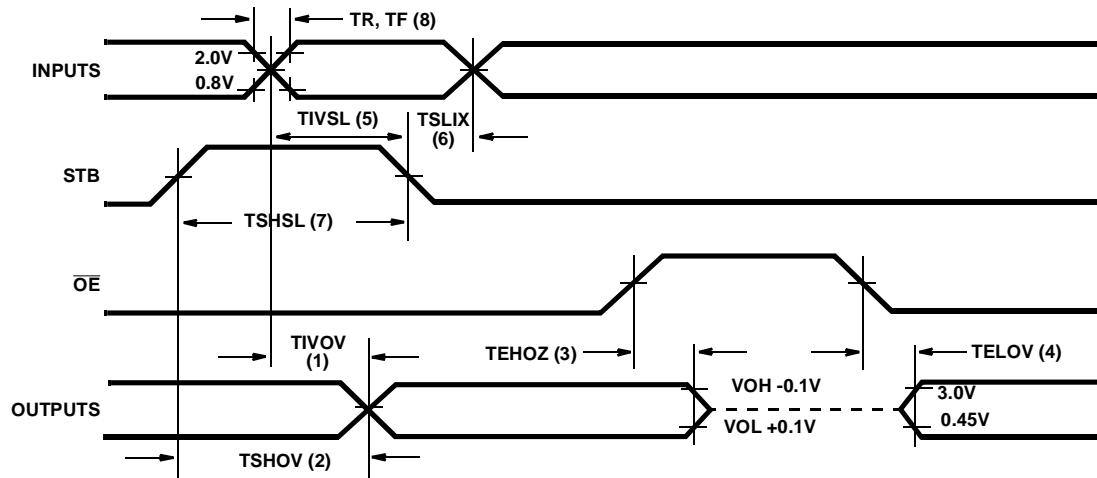 TR, TF (8)
INPUTS
2.0V
0.8V
TIVSL (5)
TSLIX
(6)
STB
TSHSL (7)
OE
TIVOV
(1)
TEHOZ (3)
TELOV (4)
OUTPUTS
VOH -0.1V
VOL +0.1V
3.0V
0.45V
TSHOV (2)